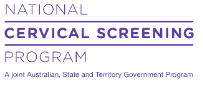 NATIONAL
CERVICAL SCREENING
PROGRAM
A joint Australian, State and Territory Government Program